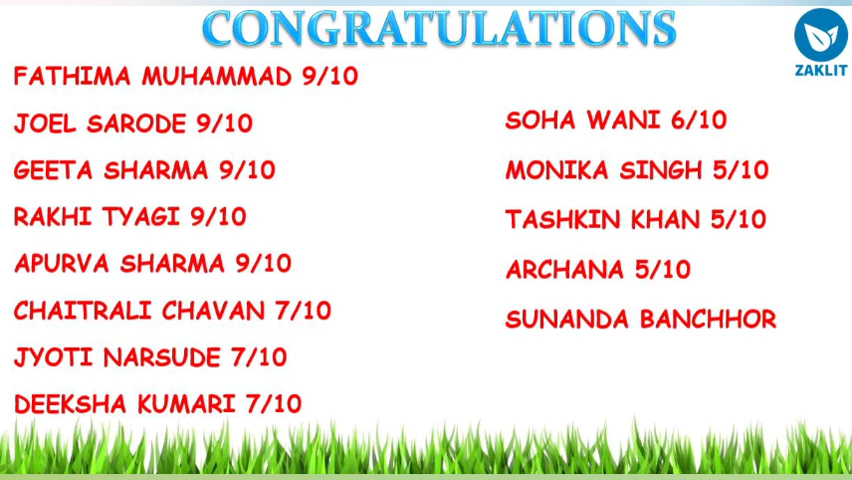 CONGRATULATIONS
ZAKLIT
FATHIMA MUHAMMAD 9/10
JOEL SARODE 9/10
GEETA SHARMA 9/10
RAKHI TYAGI 9/10
APURVA SHARMA 9/10
CHAITRALI CHAVAN 7/10
JYOTI NARSUDE 7/10
DEEKSHA KUMARI 7/10
SOHA WANI 6/10
MONIKA SINGH 5/10
TASHKIN KHAN 5/10
ARCHANA 5/10
SUNANDA BANCHHOR